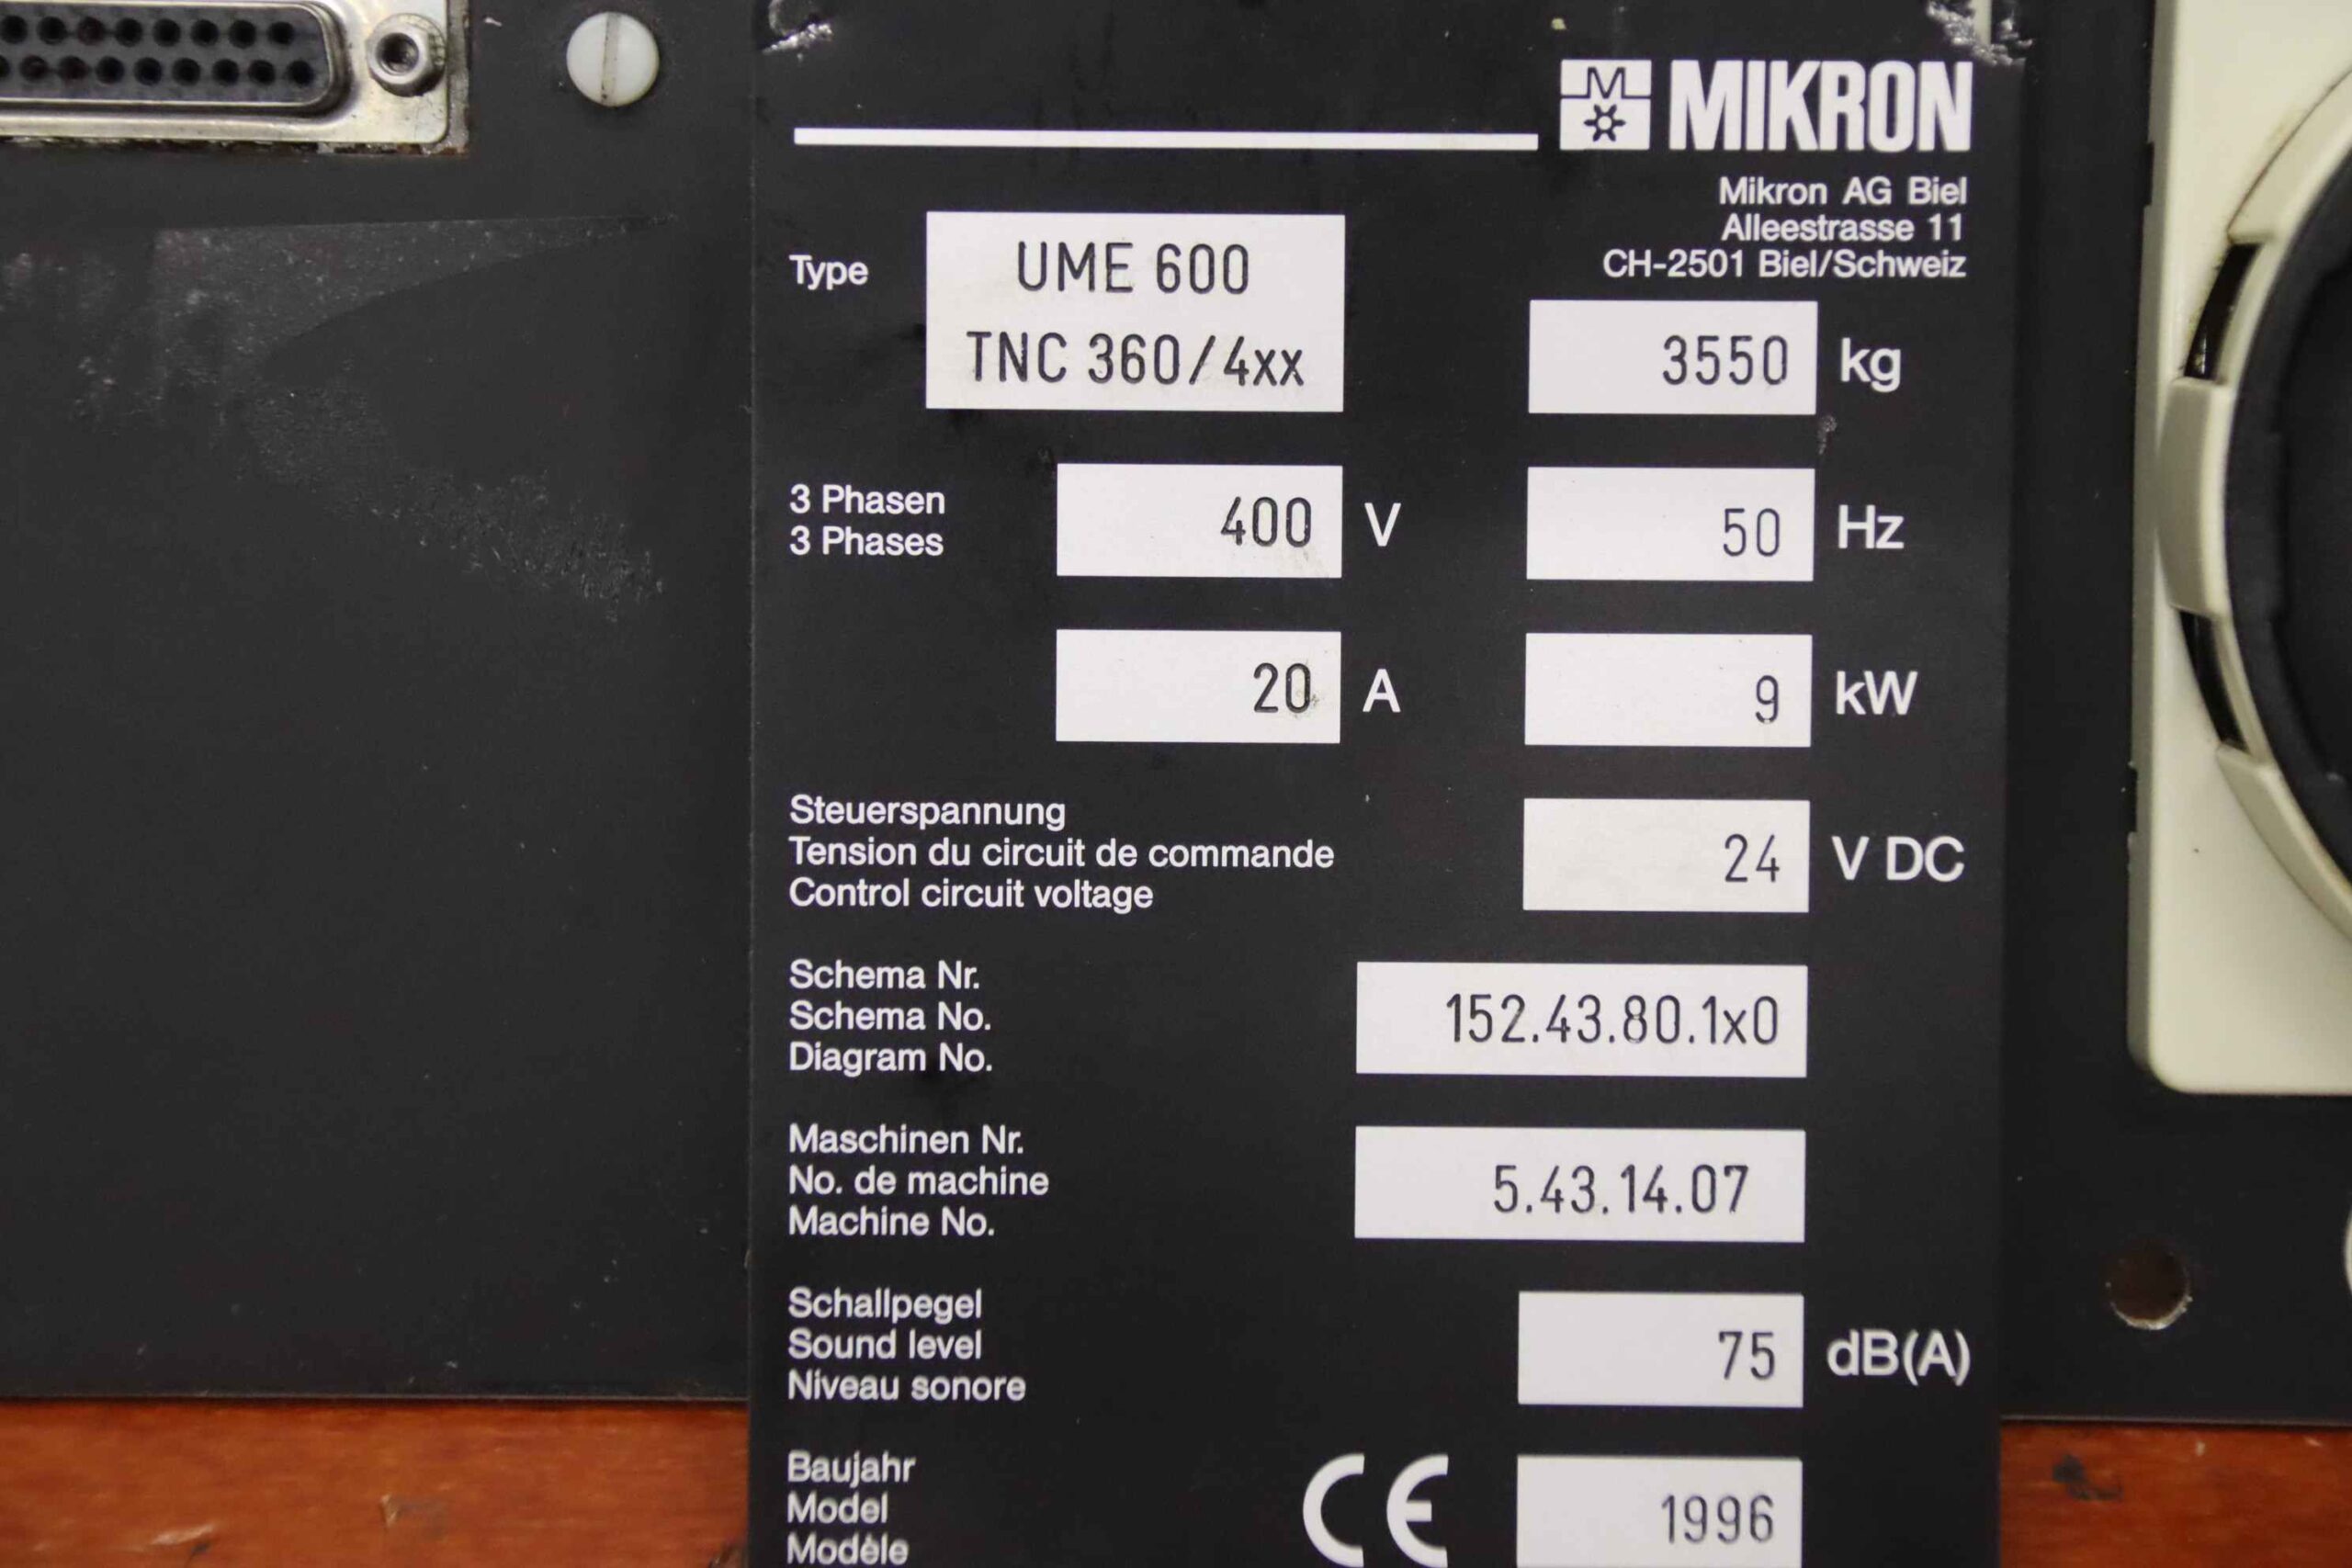 MIKRON
Mikron AG Biel
Alleestrasse 11
CH-2501 Biel/Schweiz
Type
UME 600
TNC 360/4xx
3550 kg
3 Phasen
3 Phases
400 V
50 Hz
20 A
9 kW
Steuerspannung
Tension du circuit de commande
Control circuit voltage
24 V DC
Schema Nr.
Schema No.
Diagram No.
152.43.80.1x0
Maschinen Nr.
No. de machine
Machine No.
5.43.14.07
Schallpegel
Sound level
Niveau sonore
75 dB(A)
Baujahr
Model
Modèle
CE
1996